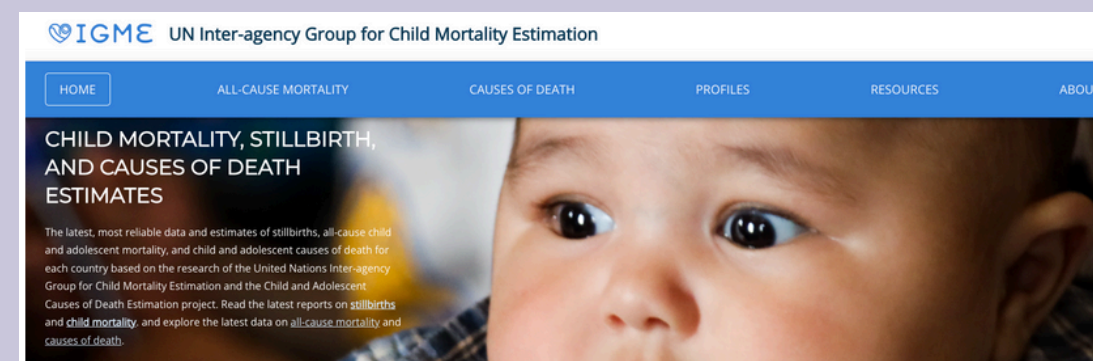 IGME UN Inter-agency Group for Child Mortality Estimation
HOME ALL-CAUSE MORTALITY CAUSES OF DEATH PROFILES RESOURCES ABOU
CHILD MORTALITY, STILLBIRTH,
AND CAUSES OF DEATH
ESTIMATES
The latest, most reliable data and estimates of stillbirths, all-cause child
and adolescent mortality, and child and adolescent causes of death for
each country based on the research of the United Nations Inter-agency
Group for Child Mortality Estimation and the Child and Adolescent
Causes of Death Estimation project. Read the latest reports on stillbirths
and child mortality. and explore the latest data on all-cause mortality and
causes of death.